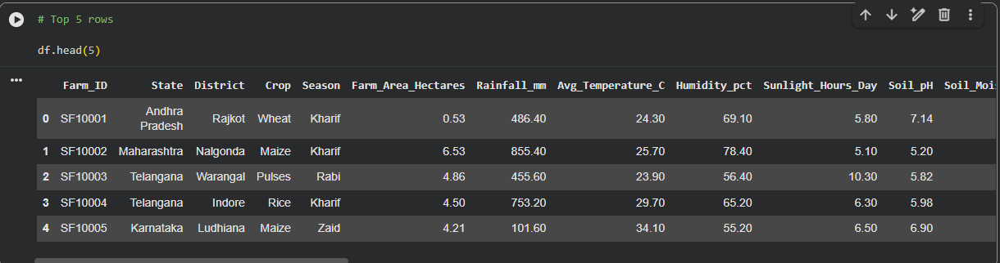 # Top 5 rows
df.head(5)
Farm_ID State District Crop Season Farm_Area_Hectares Rainfall_mm Avg_Temperature_C Humidity_pct Sunlight_Hours_Day Soil_pH Soil_Mois
0 SF10001 Andhra Pradesh Rajkot Wheat Kharif 0.53 486.40 24.30 69.10 5.80 7.14
1 SF10002 Maharashtra Nalgonda Maize Kharif 6.53 855.40 25.70 78.40 5.10 5.20
2 SF10003 Telangana Warangal Pulses Rabi 4.86 455.60 23.90 56.40 10.30 5.82
3 SF10004 Telangana Indore Rice Kharif 4.50 753.20 29.70 65.20 6.30 5.98
4 SF10005 Karnataka Ludhiana Maize Zaid 4.21 101.60 34.10 55.20 6.50 6.90